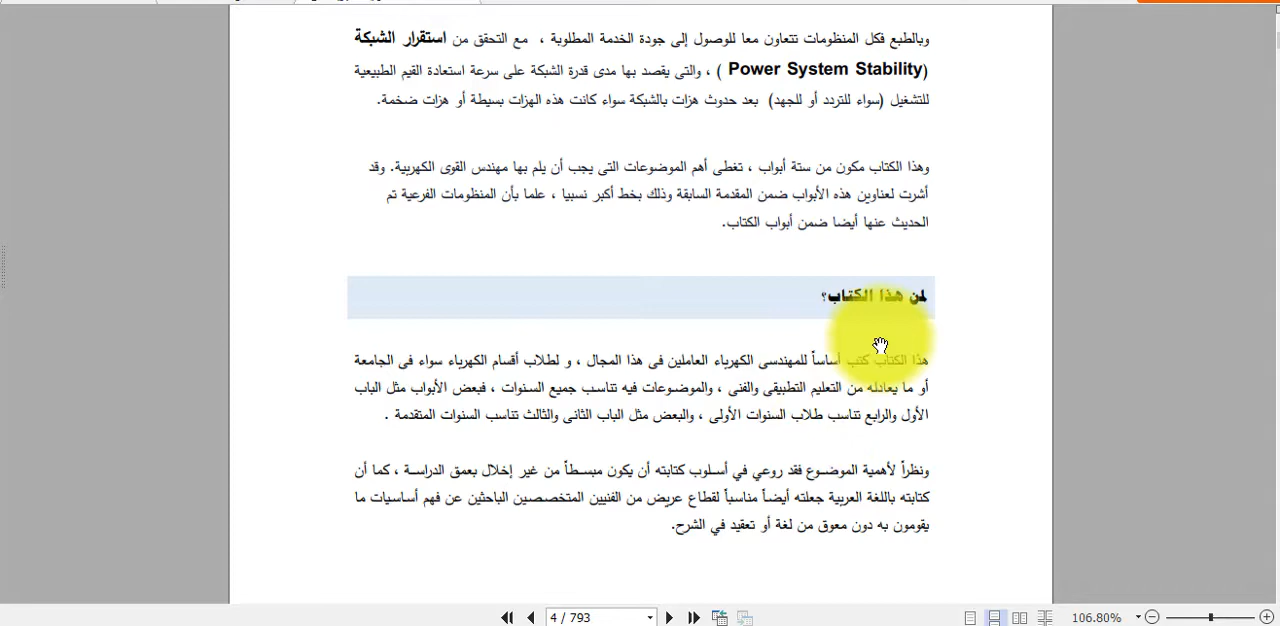 وبالطبع فكل المنظومات تتعاون معا للوصول إلى جودة الخدمة المطلوبة ، مع التحقق من استقرار الشبكة
(Power System Stability ) ، والتى يقصد بها مدى قدرة الشبكة على سرعة استعادة القيم الطبيعية
للتشغيل (سواء للتردد أو للجهد) بعد حدوث هزات بالشبكة سواء كانت هذه الهزات بسيطة أو هزات ضخمة.
وهذا الكتاب مكون من ستة أبواب ، تغطى أهم الموضوعات التى يجب أن يلم بها مهندس القوى الكهربية. وقد
أشرت لعناوين هذه الأبواب ضمن المقدمة السابقة وذلك بخط أكبر نسبيا ، علما بأن المنظومات الفرعية تم
الحديث عنها أيضا ضمن أبواب الكتاب.
لمن هذا الكتاب؟
هذا الكتاب كتب أساساً للمهندسى الكهرباء العاملين فى هذا المجال ، و لطلاب أقسام الكهرباء سواء فى الجامعة
أو ما يعادله من التعليم التطبيقى والفنى ، والموضوعات فيه تناسب جميع السنوات ، فبعض الأبواب مثل الباب
الأول والرابع تناسب طلاب السنوات الأولى ، والبعض مثل الباب الثانى والثالث تناسب السنوات المتقدمة .
ونظراً لأهمية الموضوع فقد روعي في أسلوب كتابته أن يكون مبسطاً من غير إخلال بعمق الدراسة ، كما أن
كتابته باللغة العربية جعلته أيضاً مناسباً لقطاع عريض من الفنيين المتخصصين الباحثين عن فهم أساسيات ما
يقومون به دون معوق من لغة أو تعقيد في الشرح.
4 / 793
106.80%